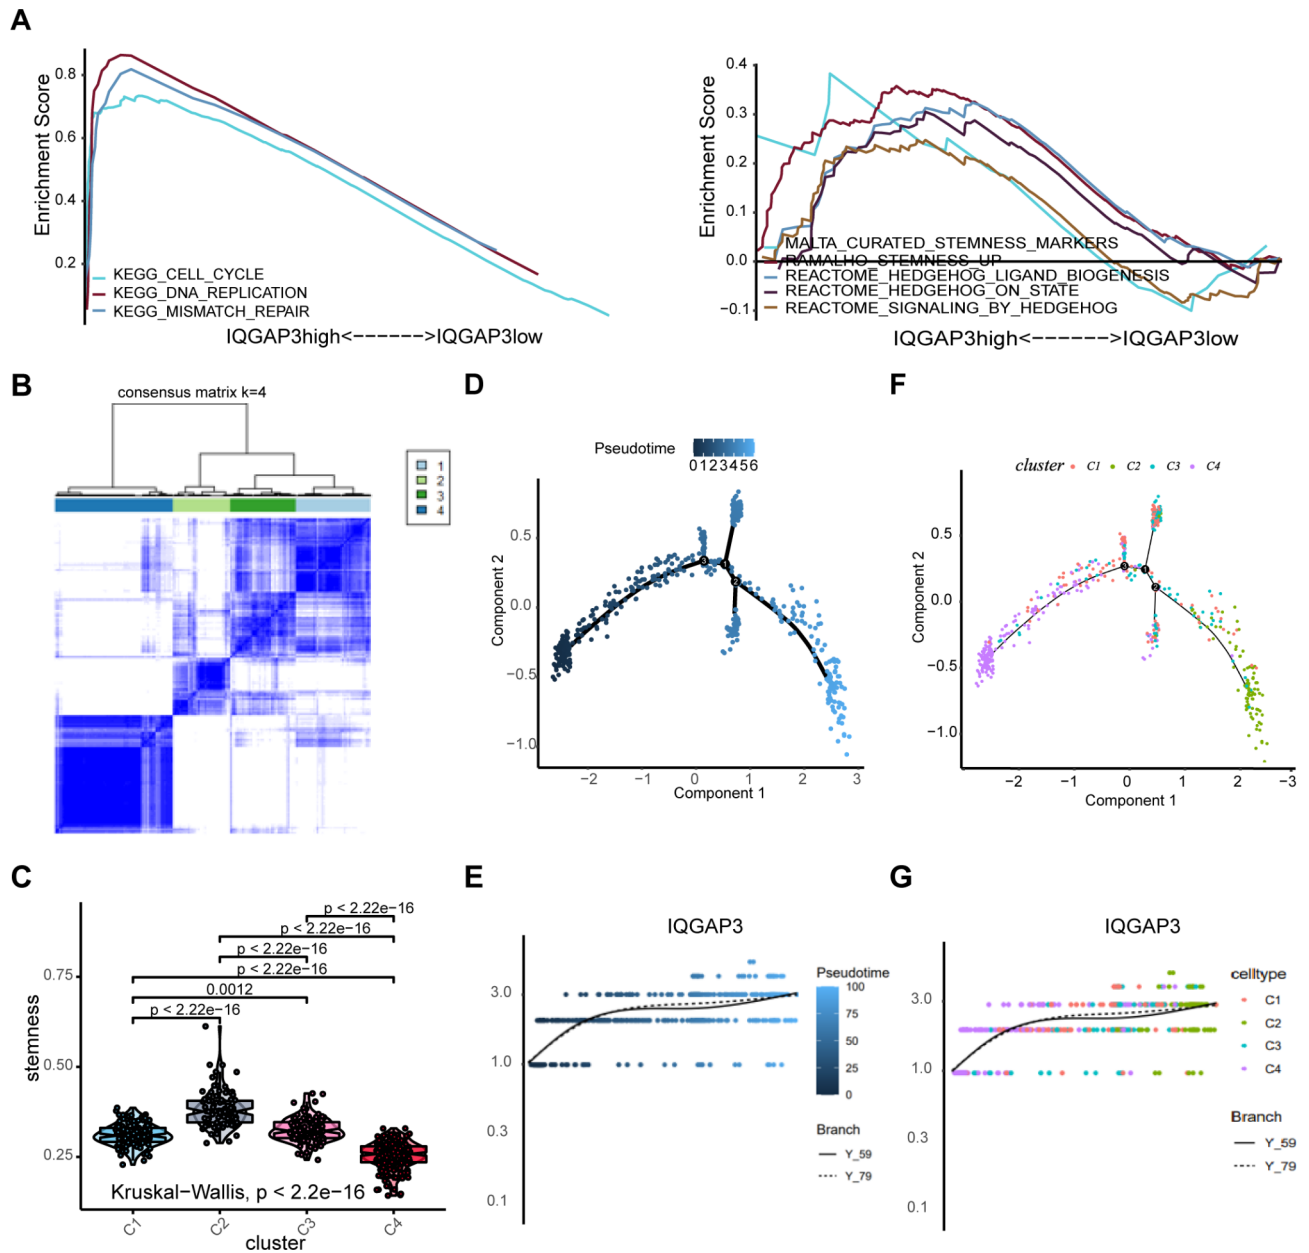 A
Enrichment Score
0.8
0.6
0.4
0.2
KEGG_CELL_CYCLE
KEGG_DNA_REPLICATION
KEGG_MISMATCH_REPAIR
IQGAP3high<------>IQGAP3low
Enrichment Score
0.4
0.3
0.2
0.1
0.0
−0.1
MALTA_CURATED_STEMNESS_MARKERS
RAMALHO_STEMNESS_UP
REACTOME_HEDGEHOG_LIGAND_BIOGENESIS
REACTOME_HEDGEHOG_ON_STATE
REACTOME_SIGNALING_BY_HEDGEHOG
IQGAP3high<------>IQGAP3low
B
consensus matrix k=4
1
2
3
4
D
Pseudotime
0123456
Component 2
0.5
0.0
−0.5
−1.0
3
1
2
−2 −1 0 1 2 3
Component 1
F
cluster C1 C2 C3 C4
Component 2
0.5
0.0
−0.5
−1.0
3
1
2
−2 −1 0 1 2 −3
Component 1
C
stemness
0.75
0.50
0.25
p < 2.22e−16
p < 2.22e−16
p < 2.22e−16
p < 2.22e−16
0.0012
p < 2.22e−16
Kruskal−Wallis, p < 2.2e−16
C1 C2 C3 C4
cluster
E
IQGAP3
3.0
1.0
0.3
0.1
Pseudotime
100
75
50
25
0
Branch
Y_59
Y_79
G
IQGAP3
3.0
1.0
0.3
0.1
celltype
C1
C2
C3
C4
Branch
Y_59
Y_79